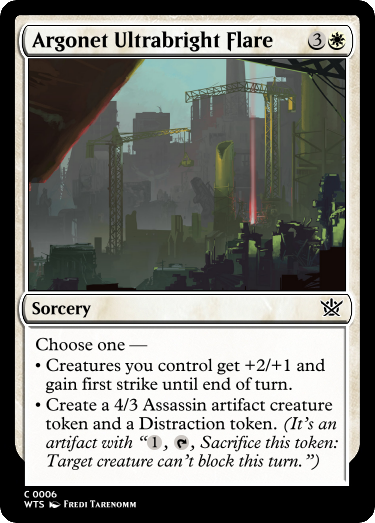 Argonet Ultrabright Flare 3
Sorcery
Choose one —
• Creatures you control get +2/+1 and
gain first strike until end of turn.
• Create a 4/3 Assassin artifact creature
token and a Distraction token. (It's an
artifact with “1, , Sacrifice this token:
Target creature can't block this turn.”)
C 0006
WTS FREDI TARENOMM